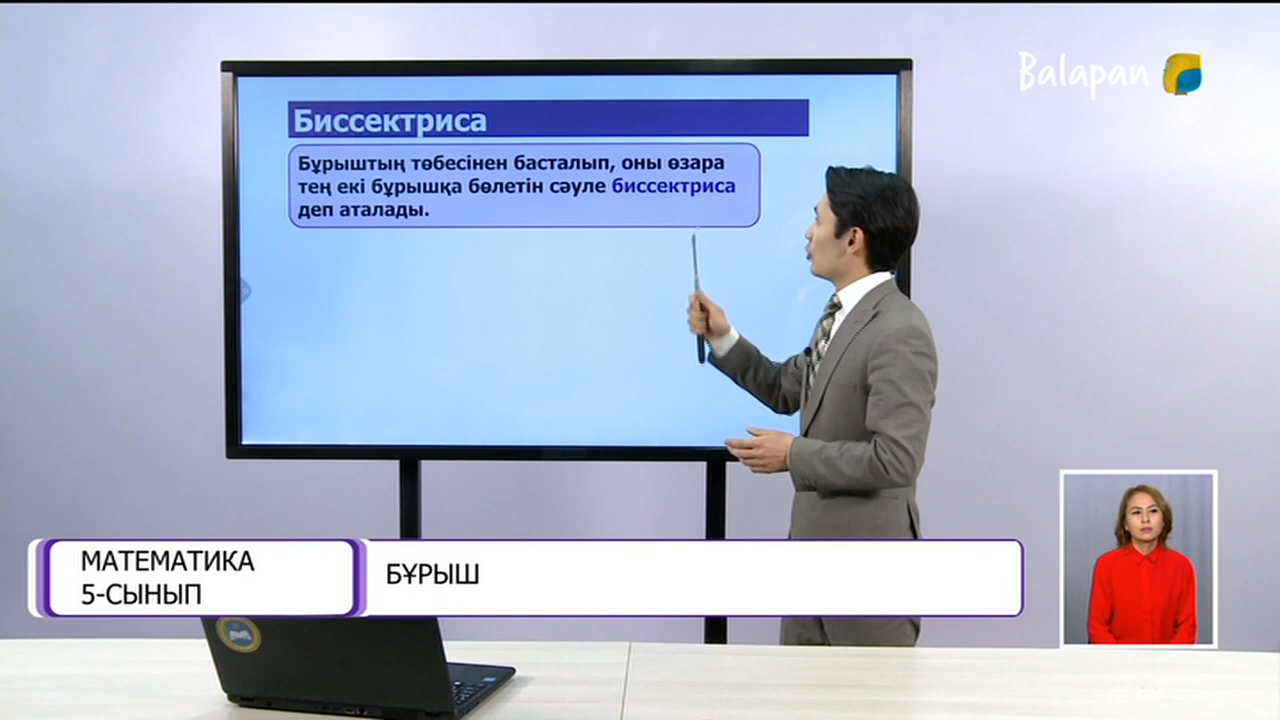 Balapan
Биссектриса
Бұрыштың төбесінен басталып, оны өзара
тең екі бұрышқа бөлетін сәуле биссектриса
деп аталады.
МАТЕМАТИКА
5-СЫНЫП
БҰРЫШ